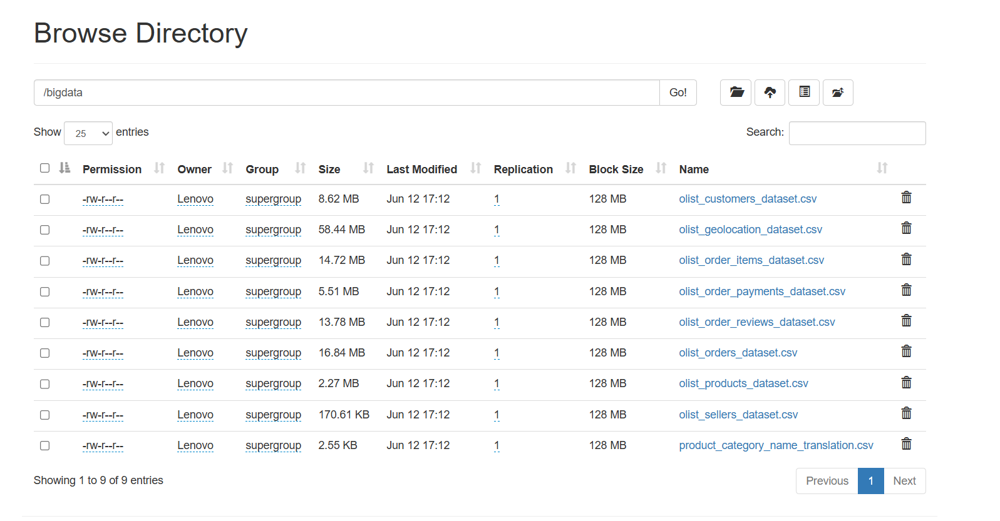 Browse Directory
/bigdata Go!
Show 25 entries Search:
Permission Owner Group Size Last Modified Replication Block Size Name
-rw-r--r-- Lenovo supergroup 8.62 MB Jun 12 17:12 1 128 MB olist_customers_dataset.csv
-rw-r--r-- Lenovo supergroup 58.44 MB Jun 12 17:12 1 128 MB olist_geolocation_dataset.csv
-rw-r--r-- Lenovo supergroup 14.72 MB Jun 12 17:12 1 128 MB olist_order_items_dataset.csv
-rw-r--r-- Lenovo supergroup 5.51 MB Jun 12 17:12 1 128 MB olist_order_payments_dataset.csv
-rw-r--r-- Lenovo supergroup 13.78 MB Jun 12 17:12 1 128 MB olist_order_reviews_dataset.csv
-rw-r--r-- Lenovo supergroup 16.84 MB Jun 12 17:12 1 128 MB olist_orders_dataset.csv
-rw-r--r-- Lenovo supergroup 2.27 MB Jun 12 17:12 1 128 MB olist_products_dataset.csv
-rw-r--r-- Lenovo supergroup 170.61 KB Jun 12 17:12 1 128 MB olist_sellers_dataset.csv
-rw-r--r-- Lenovo supergroup 2.55 KB Jun 12 17:12 1 128 MB product_category_name_translation.csv
Showing 1 to 9 of 9 entries Previous 1 Next